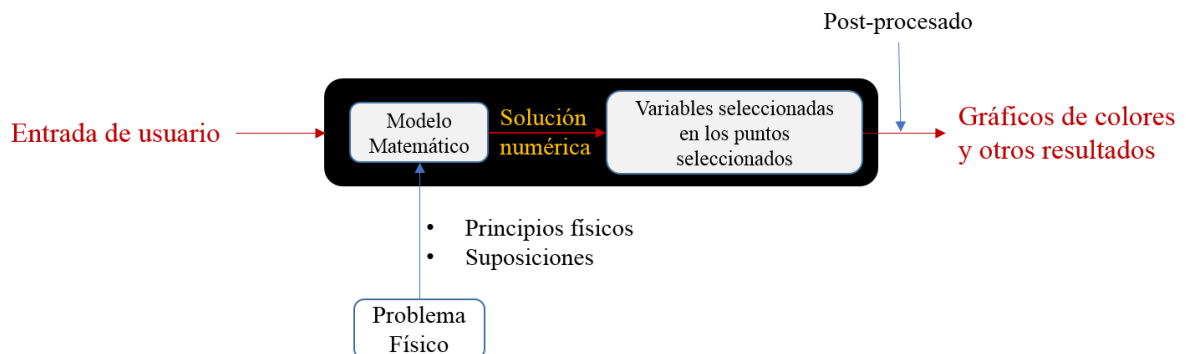 Post-procesado
Entrada de usuario
Modelo
Matemático
Solución
numérica
Variables seleccionadas
en los puntos
seleccionados
Gráficos de colores
y otros resultados
• Principios físicos
• Suposiciones
Problema
Físico